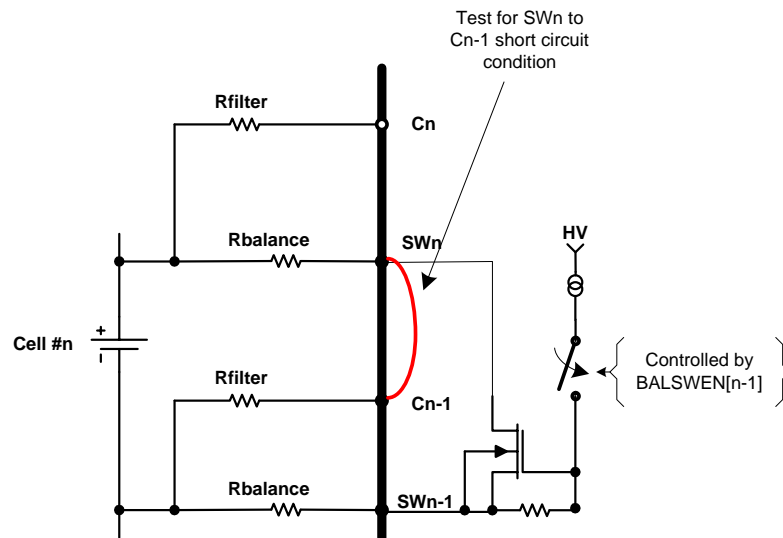 Test for SWn to
Cn-1 short circuit
condition
Rfilter
Cn
Rbalance
SWn
HV
+
Cell #n
-
Controlled by
BALSWEN[n-1]
Rfilter
Cn-1
Rbalance
SWn-1